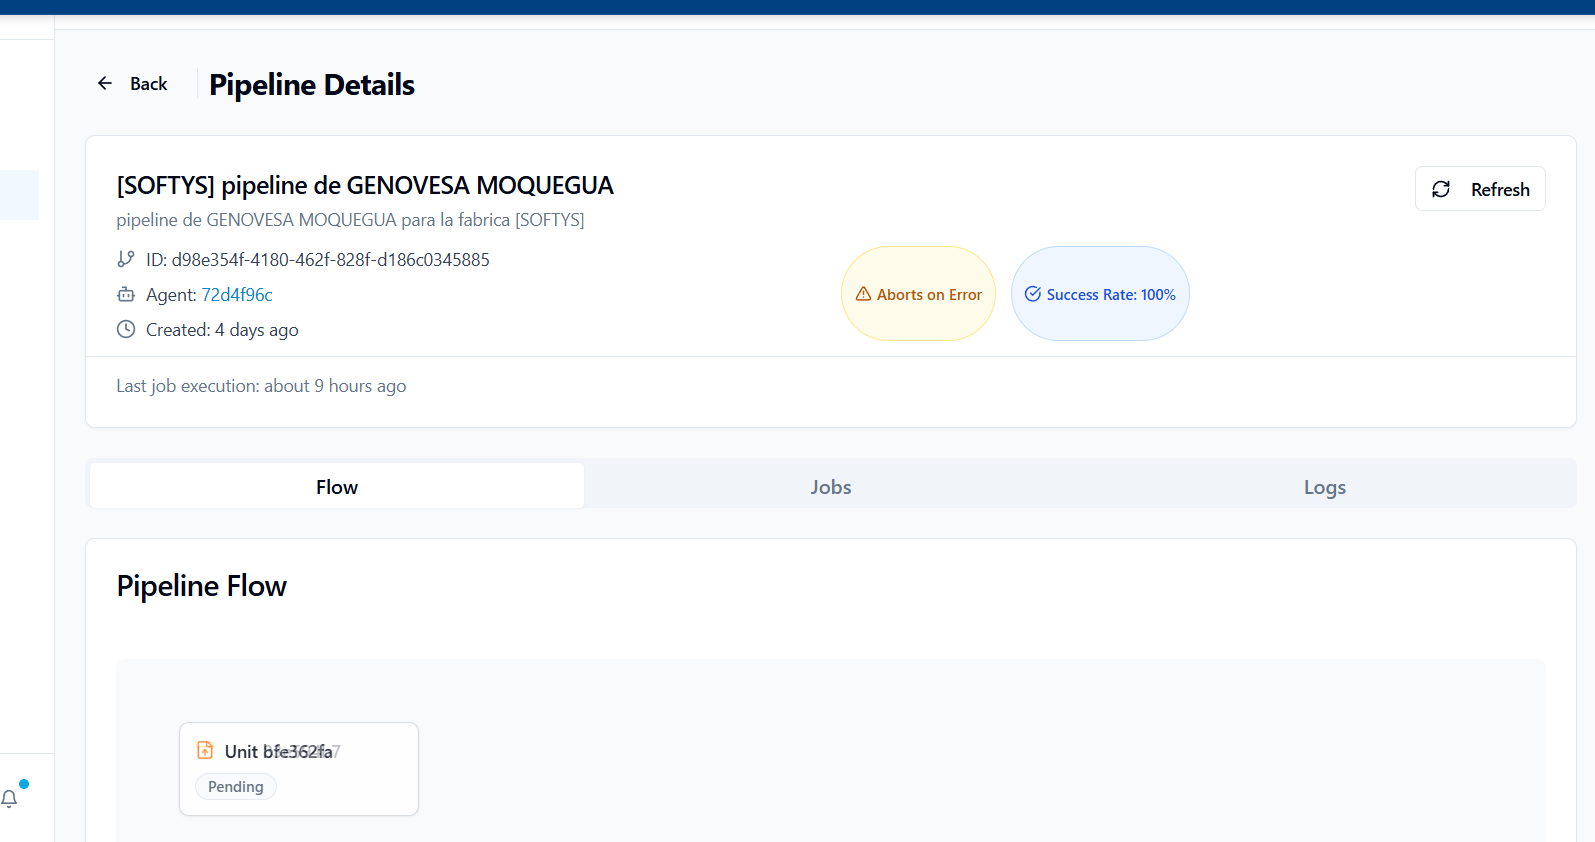 Back
Pipeline Details
[SOFTYS] pipeline de GENOVESA MOQUEGUA
Refresh
pipeline de GENOVESA MOQUEGUA para la fabrica [SOFTYS]
ID: d98e354f-4180-462f-828f-d186c0345885
Agent: 72d4f96c
Created: 4 days ago
Aborts on Error
Success Rate: 100%
Last job execution: about 9 hours ago
Flow
Jobs
Logs
Pipeline Flow
Unit bfe362fa
Pending